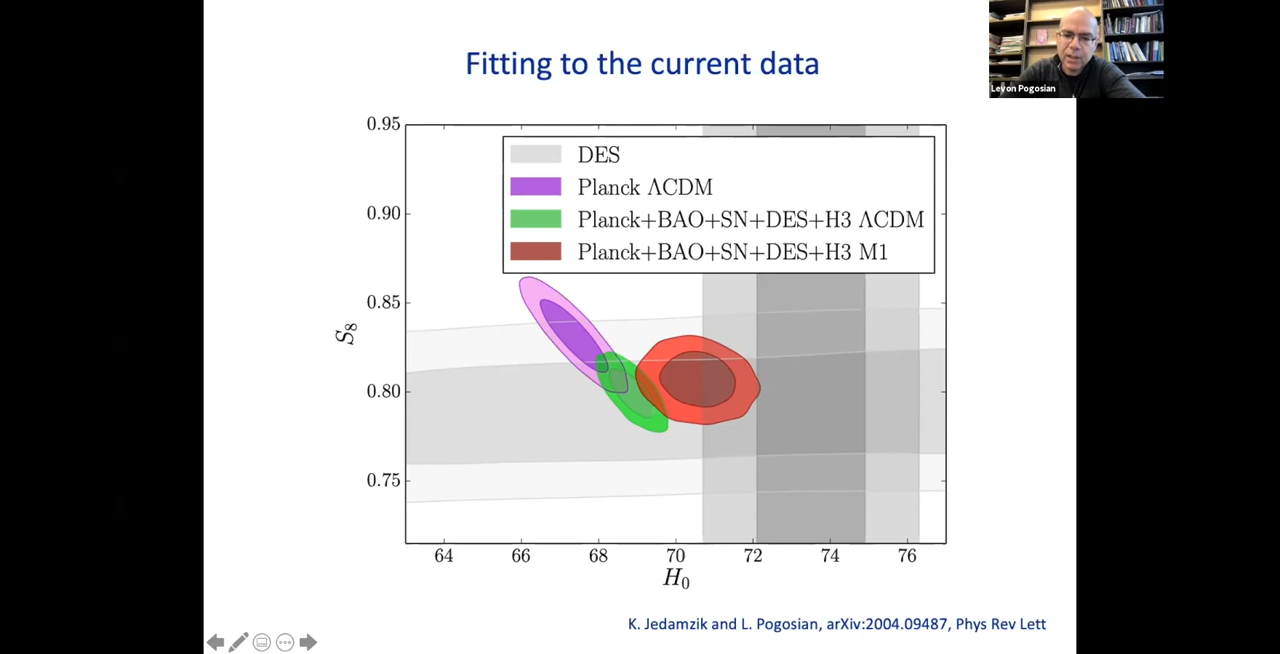 Fitting to the current data
Levon Pogosian
0.95
0.90
0.85
0.80
0.75
S8
DES
Planck ΛCDM
Planck+BAO+SN+DES+H3 ΛCDM
Planck+BAO+SN+DES+H3 M1
64 66 68 70 72 74 76
H0
K. Jedamzik and L. Pogosian, arXiv:2004.09487, Phys Rev Lett